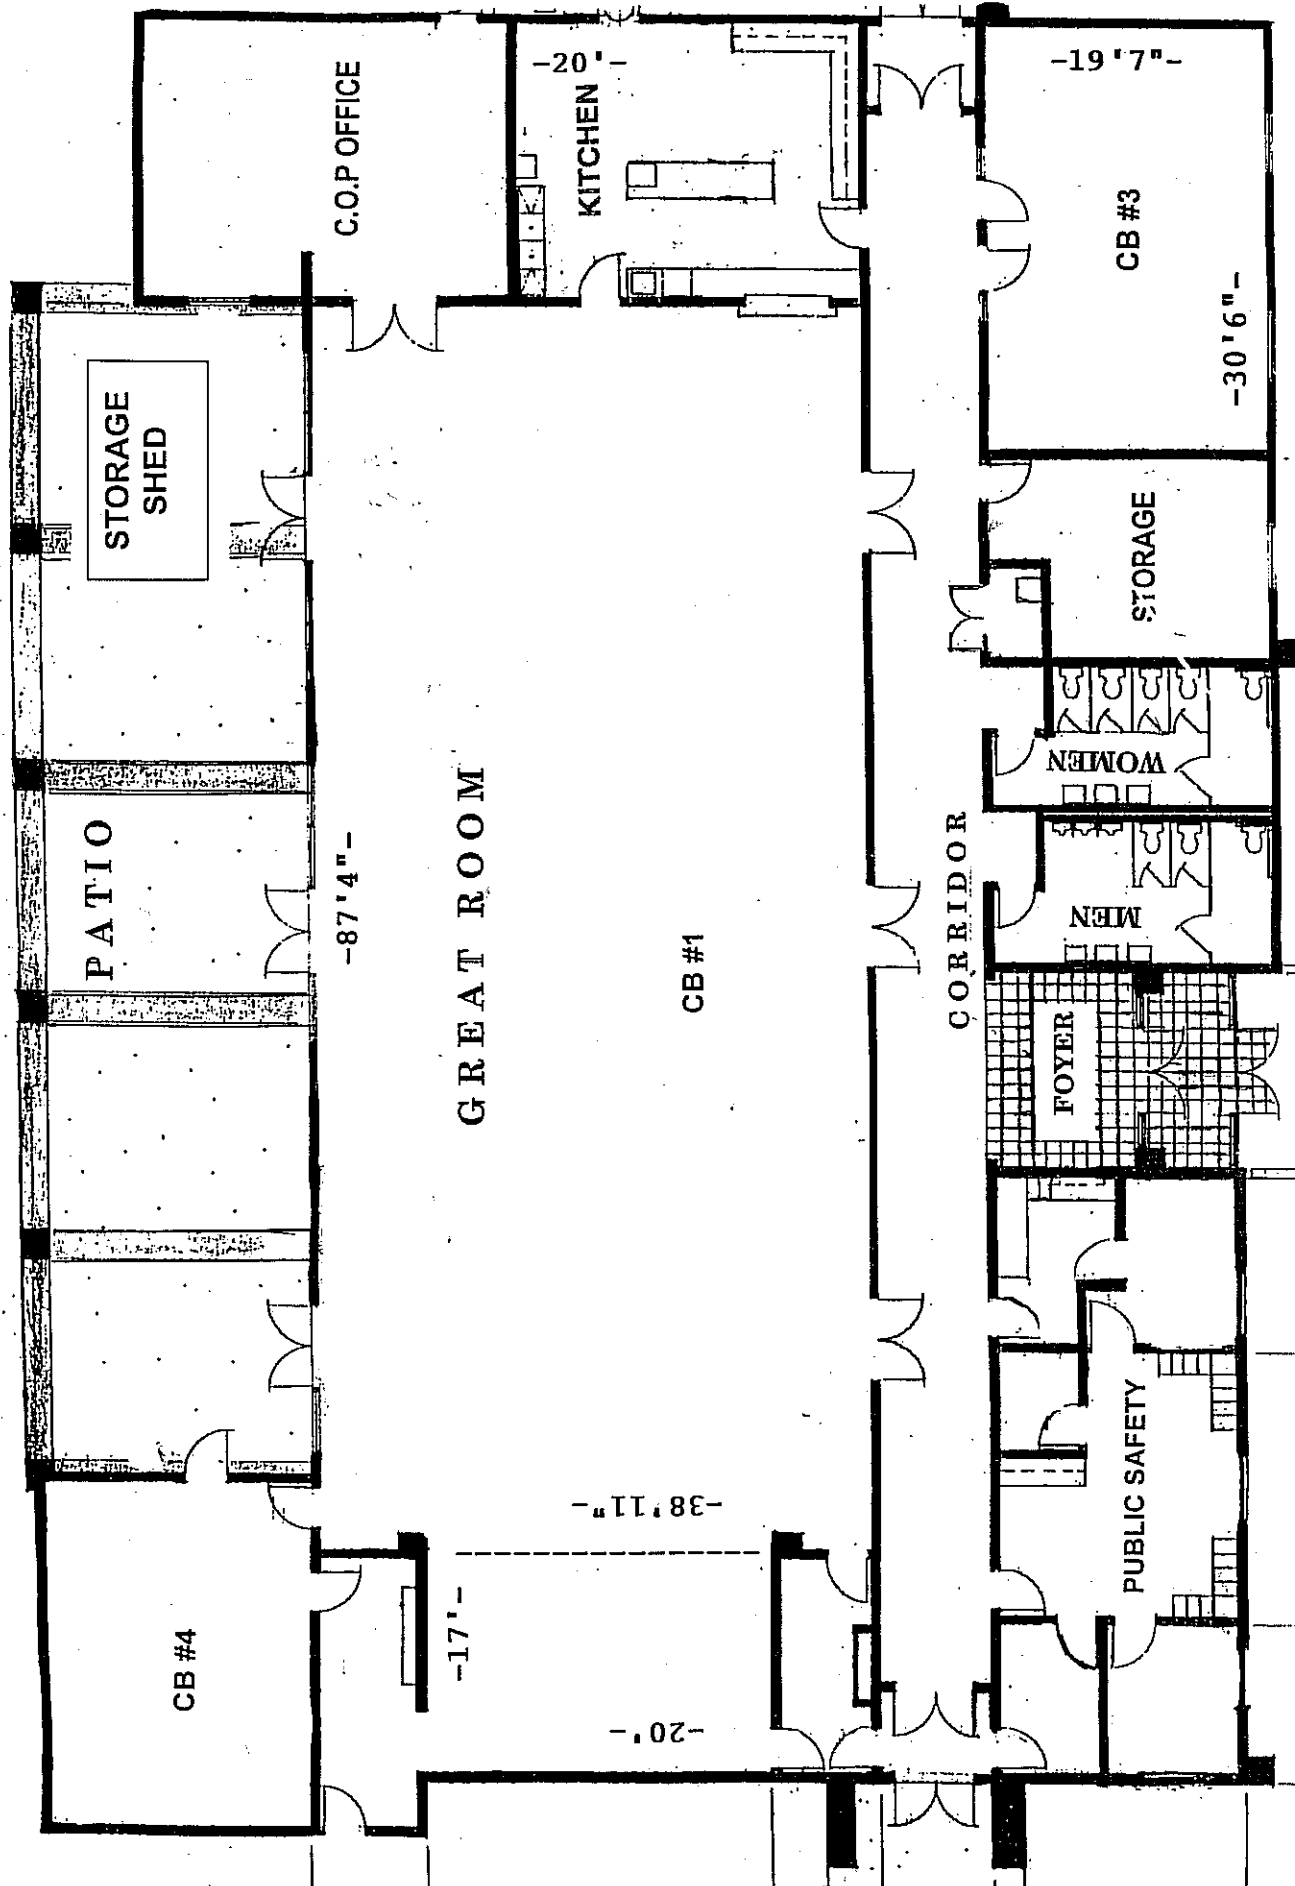 C.O.P OFFICE
-20'-
KITCHEN
-19'7"-
CB #3
-30'6"-
STORAGE
SHED
STORAGE
PATIO
-87'4"-
GREAT ROOM
CB #1
CORRIDOR
WOMEN
MEN
FOYER
-38'11"-
PUBLIC SAFETY
CB #4
-17'-
-20'-